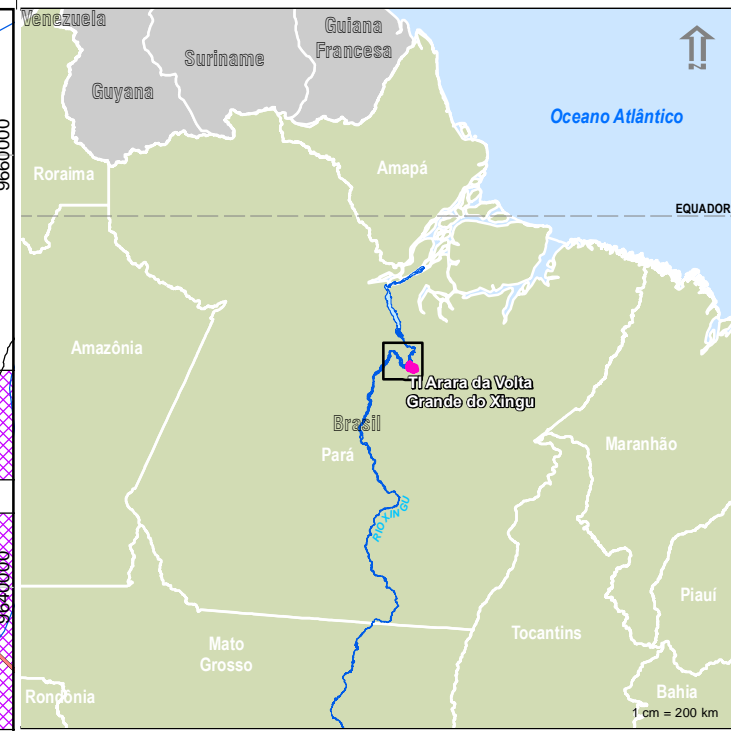 Venezuela
Guyana
Suriname
Guiana
Francesa
N
Oceano Atlântico
9660000
Roraima
Amapá
EQUADOR
Amazônia
TI Arara da Volta
Grande do Xingu
Brasil
Pará
Maranhão
RIO XINGU
9640000
Piauí
Mato
Grosso
Tocantins
Rondônia
Bahia
1 cm = 200 km